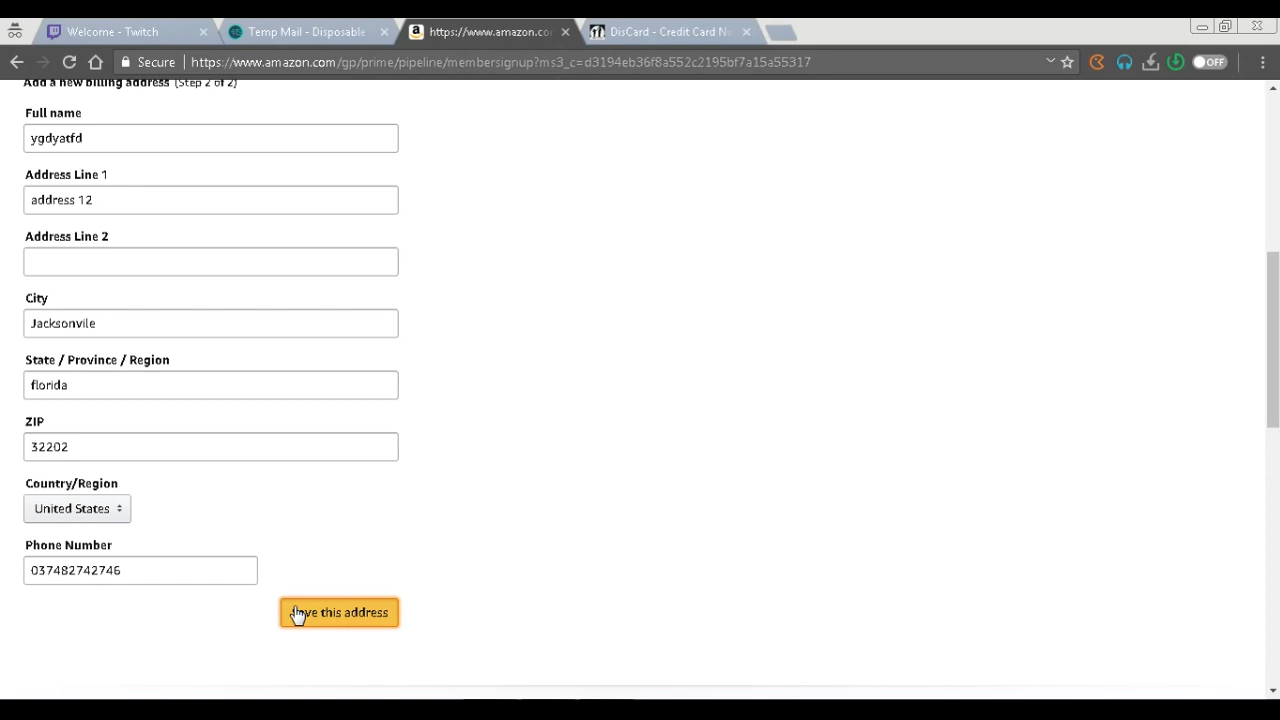 Welcome - Twitch
Temp Mail - Disposable
https://www.amazon.co
DisCard - Credit Card N
Secure
https://www.amazon.com/gp/prime/pipeline/membersignup?ms3_c=d3194eb36f8a552c2195bf7a15a55317
OFF
Add a new billing address (Step 2 of 2)
Full name
ygdyatfd
Address Line 1
address 12
Address Line 2
City
Jacksonvile
State / Province / Region
florida
ZIP
32202
Country/Region
United States
Phone Number
037482742746
this address